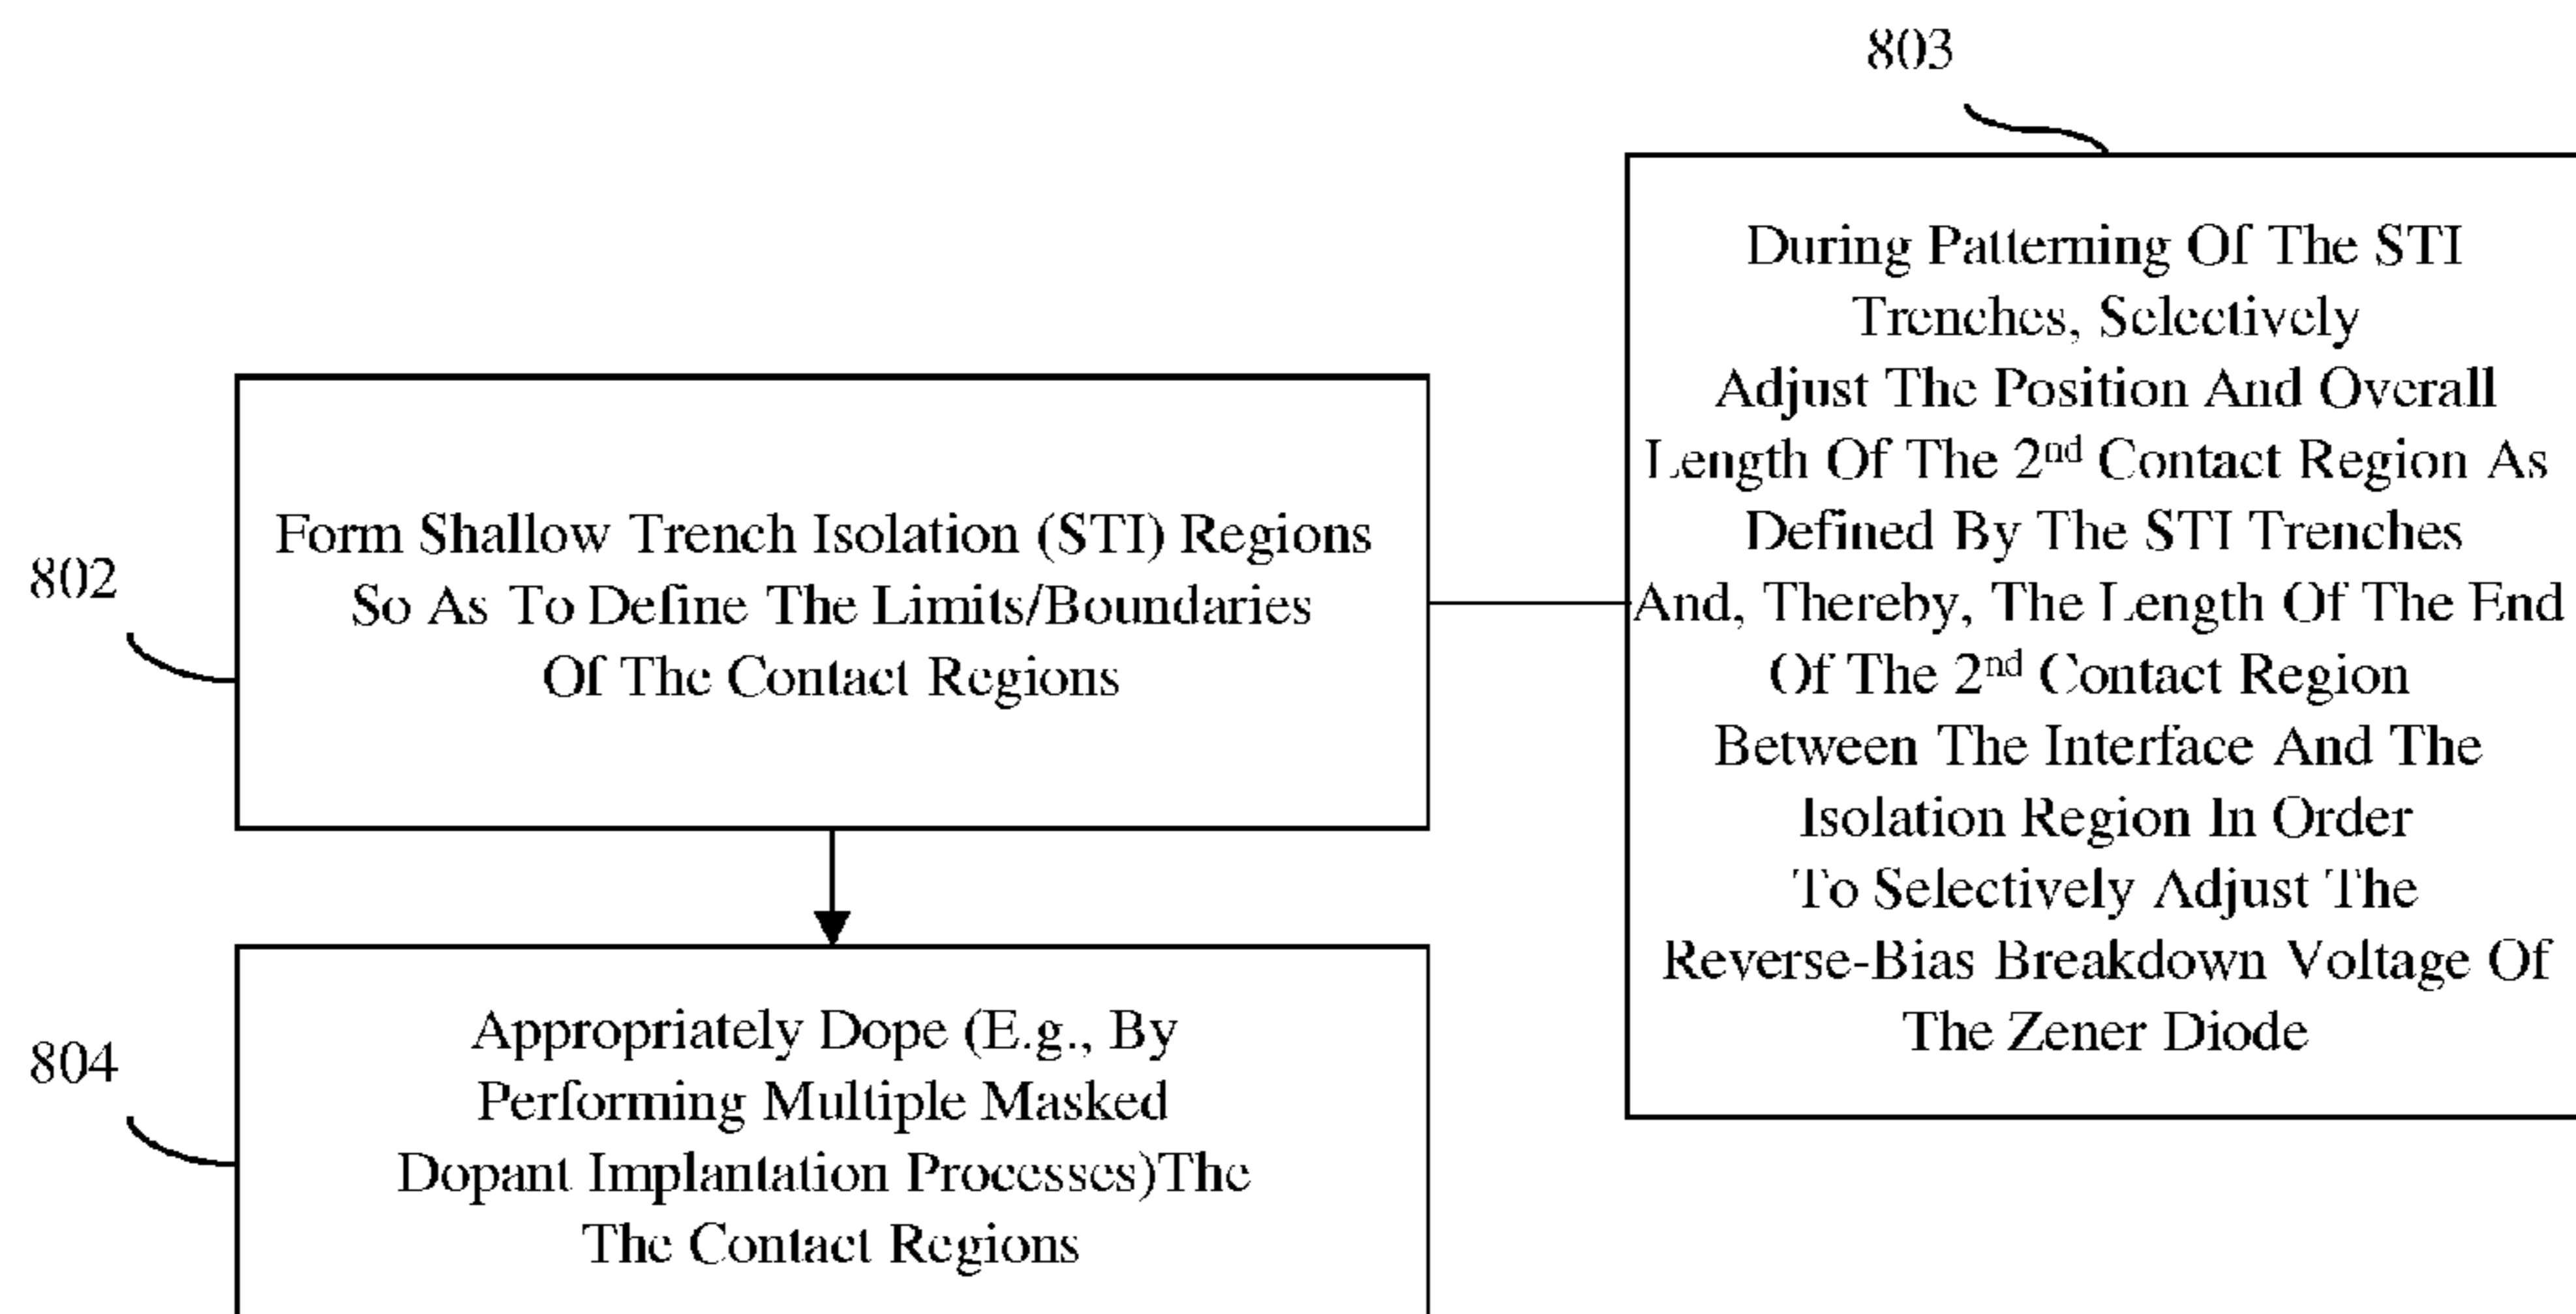 803
During Patterning Of The STI
Trenches, Selectively
Adjust The Position And Overall
Length Of The 2nd Contact Region As
Defined By The STI Trenches
And, Thereby, The Length Of The End
Of The 2nd Contact Region
Between The Interface And The
Isolation Region In Order
To Selectively Adjust The
Reverse-Bias Breakdown Voltage Of
The Zener Diode
802
Form Shallow Trench Isolation (STI) Regions
So As To Define The Limits/Boundaries
Of The Contact Regions
804
Appropriately Dope (E.g., By
Performing Multiple Masked
Dopant Implantation Processes)The
The Contact Regions